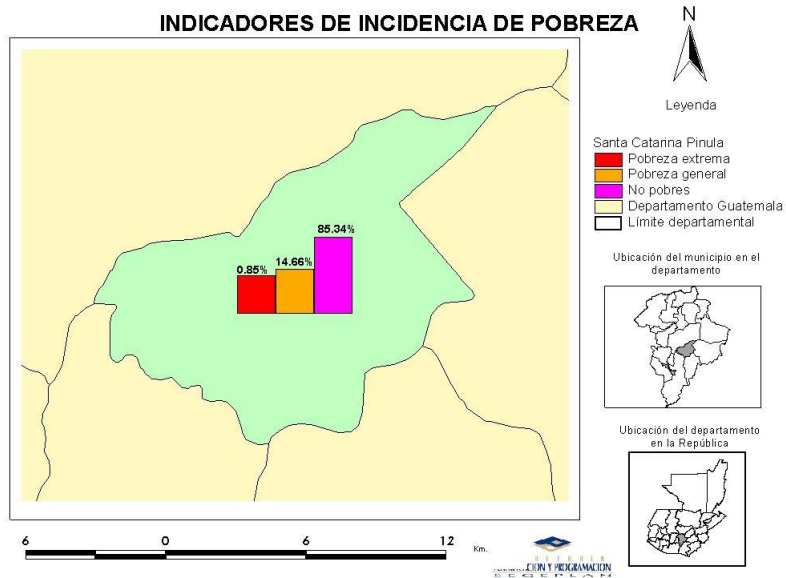 INDICADORES DE INCIDENCIA DE POBREZA
N
Leyenda
Santa Catarina Pinula
Pobreza extrema
Pobreza general
No pobres
Departamento Guatemala
Límite departamental
0.85%
14.66%
85.34%
Ubicación del municipio en el
departamento
Ubicación del departamento
en la República
6 0 6 12 Km.
CION Y PROGRAMACION
SEGEPLAN